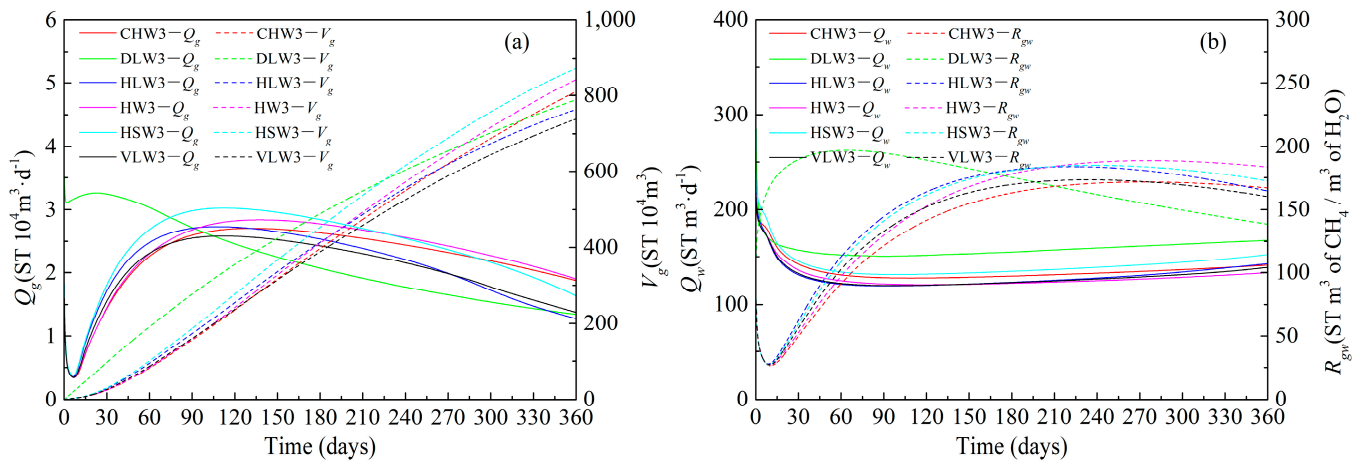 (a)
Q_g(ST 10^4m^3·d^-1)
6
5
4
3
2
1
0
CHW3−Q_g CHW3−V_g
DLW3−Q_g DLW3−V_g
HLW3−Q_g HLW3−V_g
HW3−Q_g HW3−V_g
HSW3−Q_g HSW3−V_g
VLW3−Q_g VLW3−V_g
1,000
800
600
400
200
0
V_g(ST 10^4m^3)
0 30 60 90 120 150 180 210 240 270 300 330 360
Time (days)
(b)
Q_w(ST m^3·d^-1)
400
300
250
200
100
0
CHW3−Q_w CHW3−R_gw
DLW3−Q_w DLW3−R_gw
HLW3−Q_w HLW3−R_gw
HW3−Q_w HW3−R_gw
HSW3−Q_w HSW3−R_gw
VLW3−Q_w VLW3−R_gw
300
250
200
150
100
50
0
R_gw(ST m^3 of CH_4 / m^3 of H_2O)
0 30 60 90 120 150 180 210 240 270 300 330 360
Time (days)